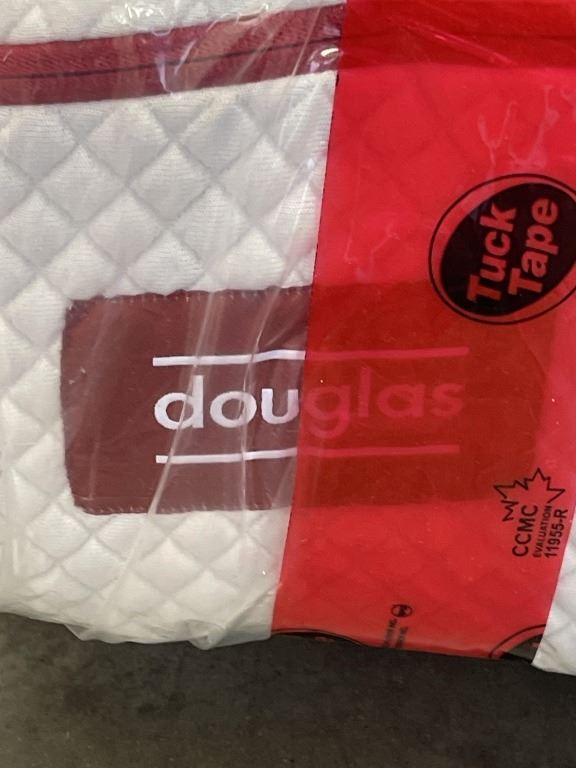 Tuck
Tape
douglas
CCMC
EVALUATION
11955-R